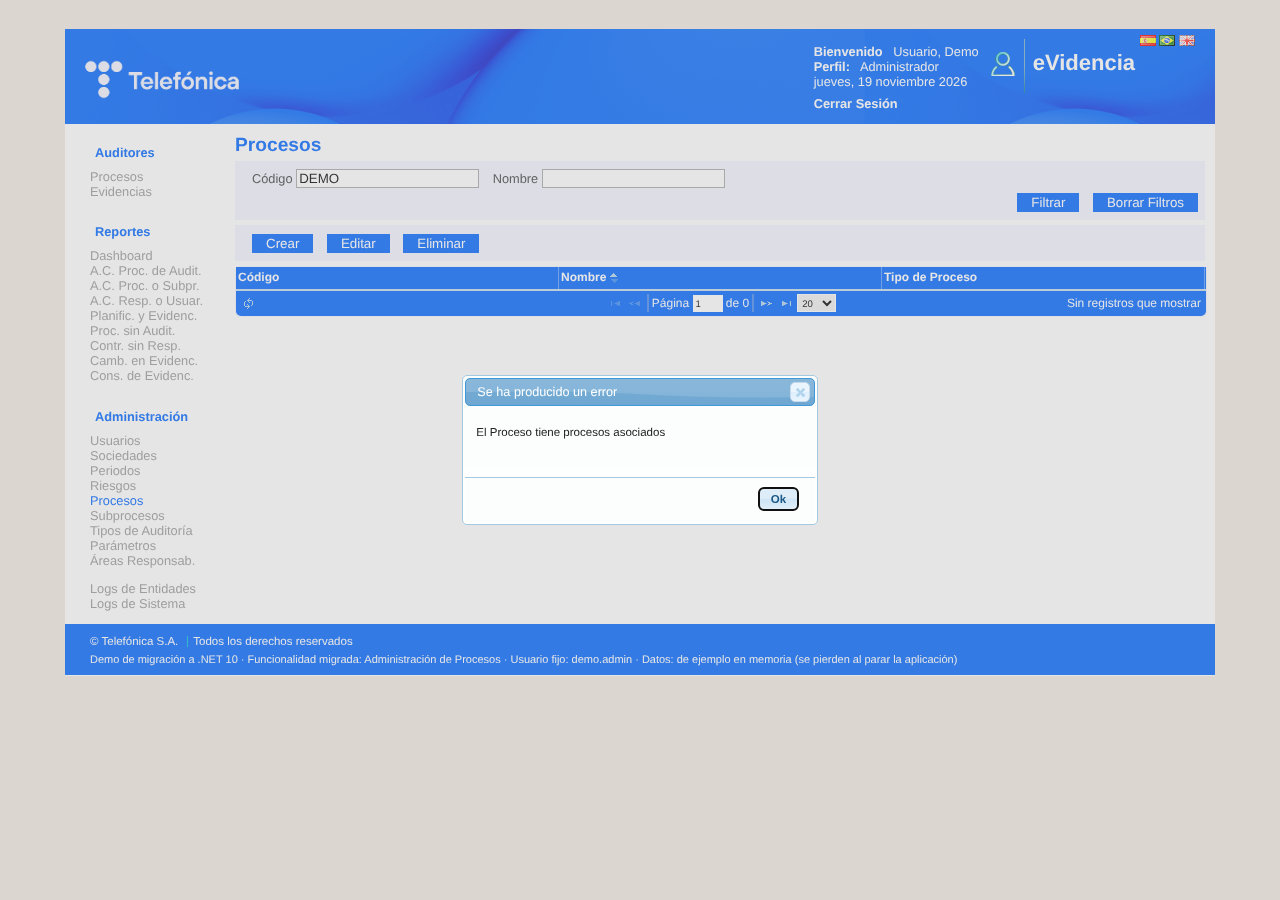 Telefónica
Bienvenido Usuario, Demo
Perfil: Administrador
jueves, 19 noviembre 2026
Cerrar Sesión
eVidencia
Auditores
Procesos
Evidencias
Reportes
Dashboard
A.C. Proc. de Audit.
A.C. Proc. o Subpr.
A.C. Resp. o Usuar.
Planific. y Evidenc.
Proc. sin Audit.
Contr. sin Resp.
Camb. en Evidenc.
Cons. de Evidenc.
Administración
Usuarios
Sociedades
Periodos
Riesgos
Procesos
Subprocesos
Tipos de Auditoría
Parámetros
Áreas Responsab.
Logs de Entidades
Logs de Sistema
Procesos
Código DEMO Nombre
Filtrar Borrar Filtros
Crear Editar Eliminar
Código Nombre Tipo de Proceso
Página 1 de 0 20 Sin registros que mostrar
Se ha producido un error
El Proceso tiene procesos asociados
Ok
© Telefónica S.A. | Todos los derechos reservados
Demo de migración a .NET 10 · Funcionalidad migrada: Administración de Procesos · Usuario fijo: demo.admin · Datos: de ejemplo en memoria (se pierden al parar la aplicación)